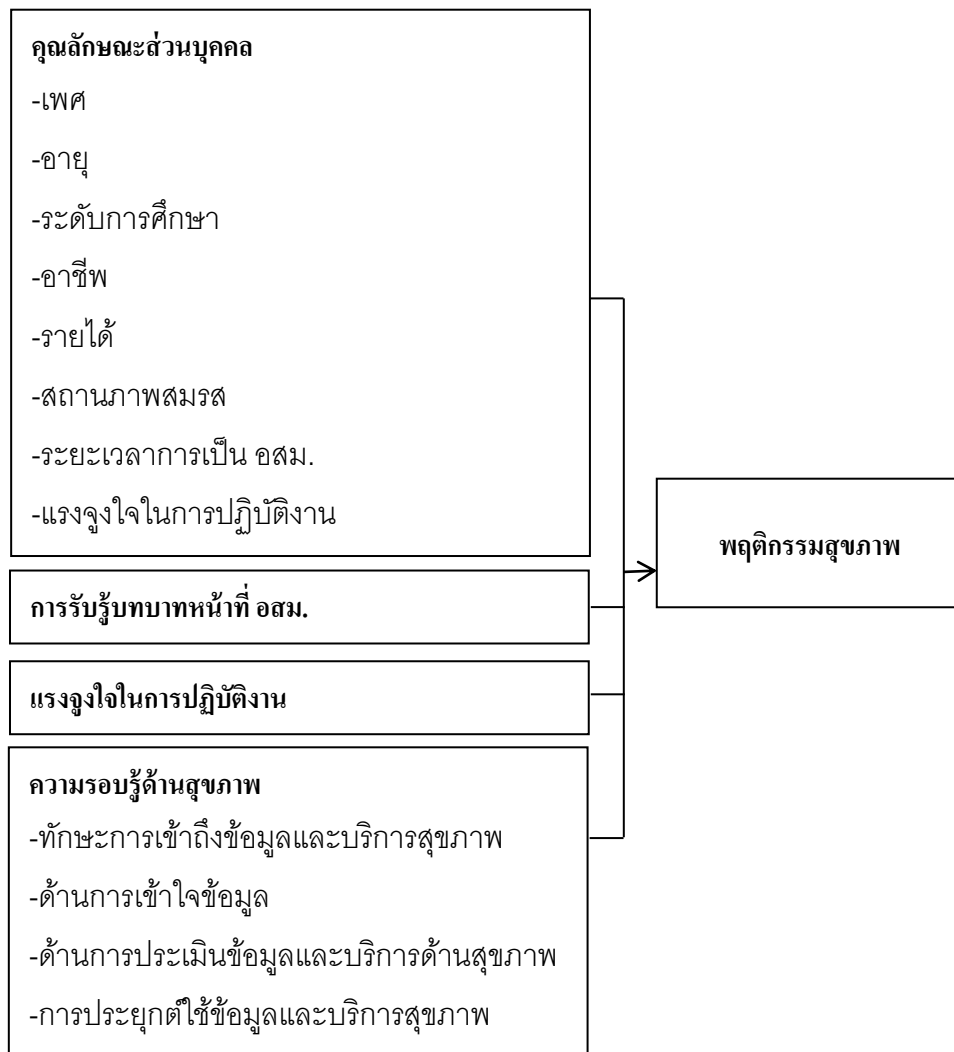 คุณลักษณะส่วนบุคคล
-เพศ
-อายุ
-ระดับการศึกษา
-อาชีพ
-รายได้
-สถานภาพสมรส
-ระยะเวลาการเป็น อสม.
-แรงจูงใจในการปฏิบัติงาน
พฤติกรรมสุขภาพ
การรับรู้บทบาทหน้าที่ อสม.
แรงจูงใจในการปฏิบัติงาน
ความรอบรู้ด้านสุขภาพ
-ทักษะการเข้าถึงข้อมูลและบริการสุขภาพ
-ด้านการเข้าใจข้อมูล
-ด้านการประเมินข้อมูลและบริการด้านสุขภาพ
-การประยุกต์ใช้ข้อมูลและบริการสุขภาพ